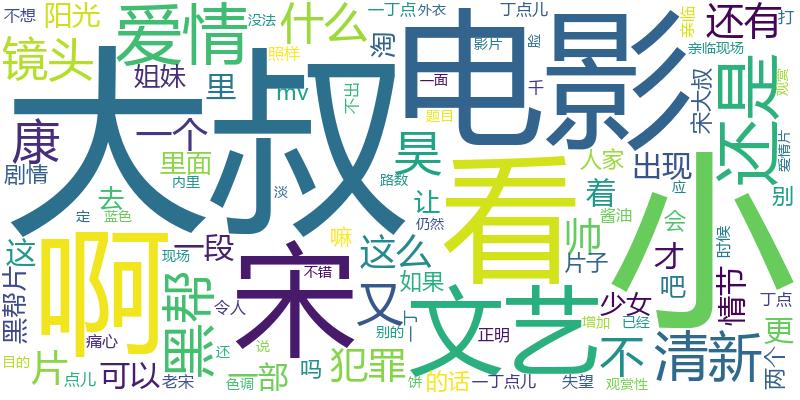 不想
阳光
爱情
没法
什么
一丁点
外衣
丁点儿
电影
亲临
还有
打
镜头
姐妹
照样
淘
影片
蹭
亲临现场
里
mv
不出
一面
千
宋大叔
观赏
大叔
康
一个
题目
还是
剧情
里面
昊
看
人家
出现
爱情片
去
内里
淡
路数
让
着
小
应
别
定
蓝色
啊
宋
仍然
酱油
会
时候
这
一段
嘛
这么
帅
才
黑帮片
现场
不错
如果
片子
吧
情节
黑帮
又
文艺
少女
丁点
令人
别的
一丁
正明
增加
已经
更
痛心
还
说
吗
犯罪
不
清新
两个
目的
片
点儿
可以
老宋
色调
一部
饼
的话
一丁点儿
失望
观赏性